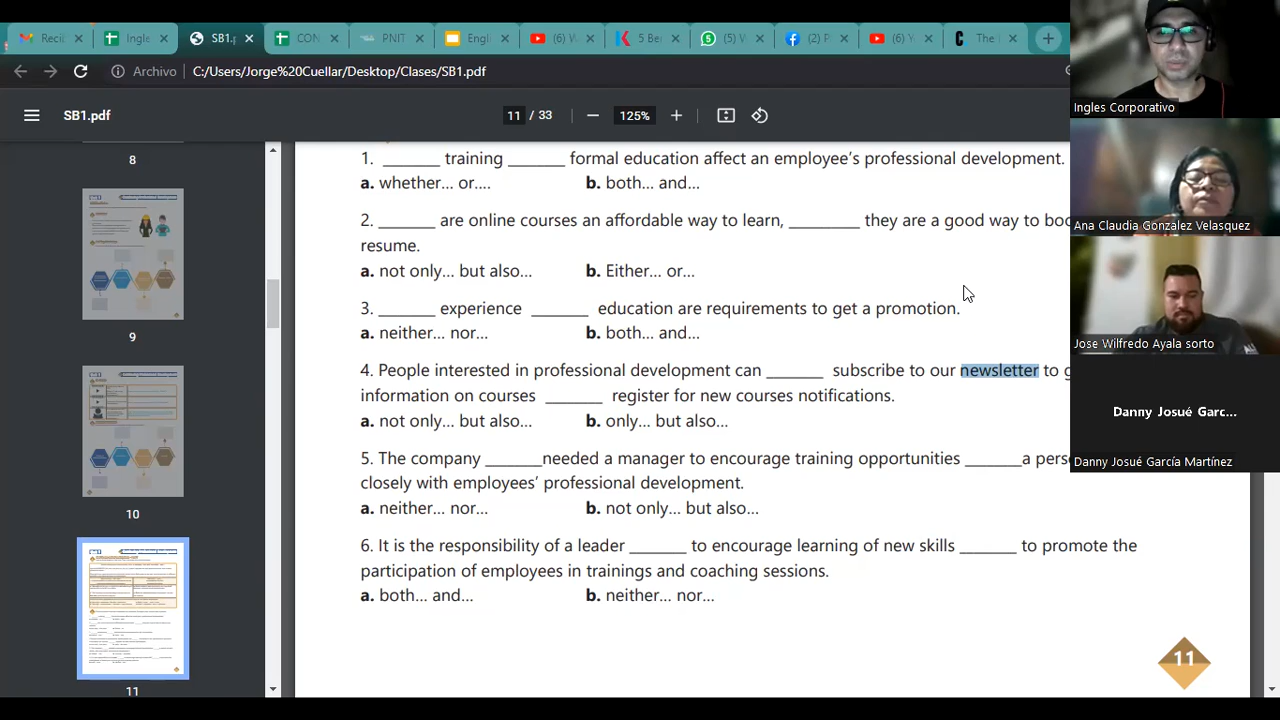 Recib
Ingle
SB1.p
CON
PNIT
Engli
(6) W
5 Be
(5) W
(2) F
(6) Y
The
Archivo
C:/Users/Jorge%20Cuellar/Desktop/Clases/SB1.pdf
SB1.pdf
11 / 33
125%
Ingles Corporativo
Ana Claudia Gonzalez Velasquez
Jose Wilfredo Ayala sorto
Danny Josué Garc...
Danny Josué García Martínez
8
9
10
11
1. _______ training _______ formal education affect an employee's professional development.
a. whether... or.... b. both... and...
2. _______ are online courses an affordable way to learn, _________ they are a good way to boo
resume.
a. not only... but also... b. Either... or...
3. _______ experience _______ education are requirements to get a promotion.
a. neither... nor... b. both... and...
4. People interested in professional development can _______ subscribe to our newsletter to g
information on courses _______ register for new courses notifications.
a. not only... but also... b. only... but also...
5. The company _______needed a manager to encourage training opportunities _______a pers
closely with employees' professional development.
a. neither... nor... b. not only... but also...
6. It is the responsibility of a leader _______ to encourage learning of new skills _______ to promote the
participation of employees in trainings and coaching sessions.
a. both... and... b. neither... nor...
11